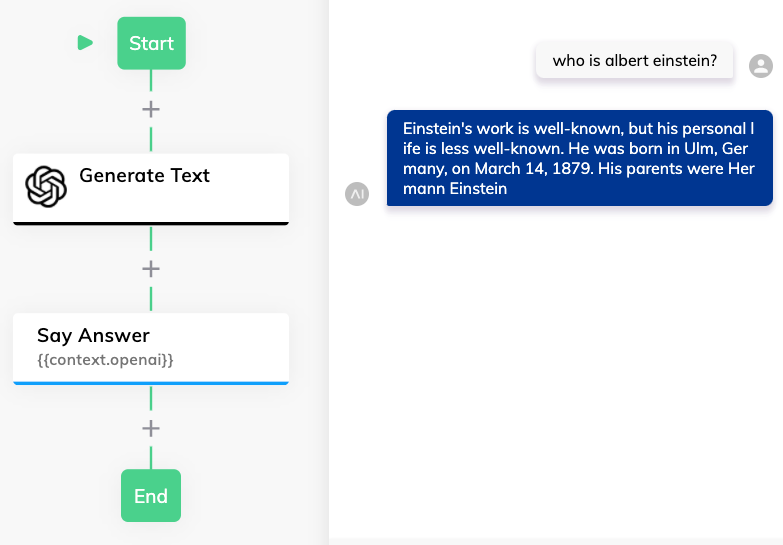 Start
Generate Text
Say Answer
{{context.openai}}
End
who is albert einstein?
Einstein's work is well-known, but his personal l
ife is less well-known. He was born in Ulm, Ger
many, on March 14, 1879. His parents were Her
mann Einstein
AI